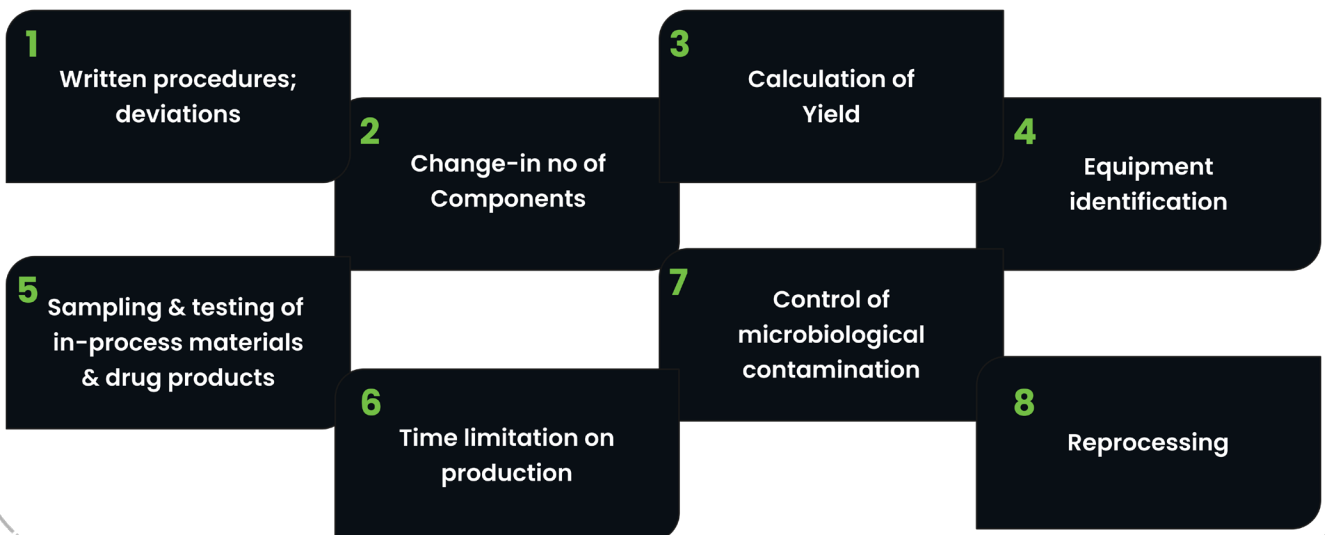 1
Written procedures;
deviations
2
Change-in no of
Components
3
Calculation of
Yield
4
Equipment
identification
5
Sampling & testing of
in-process materials
& drug products
6
Time limitation on
production
7
Control of
microbiological
contamination
8
Reprocessing